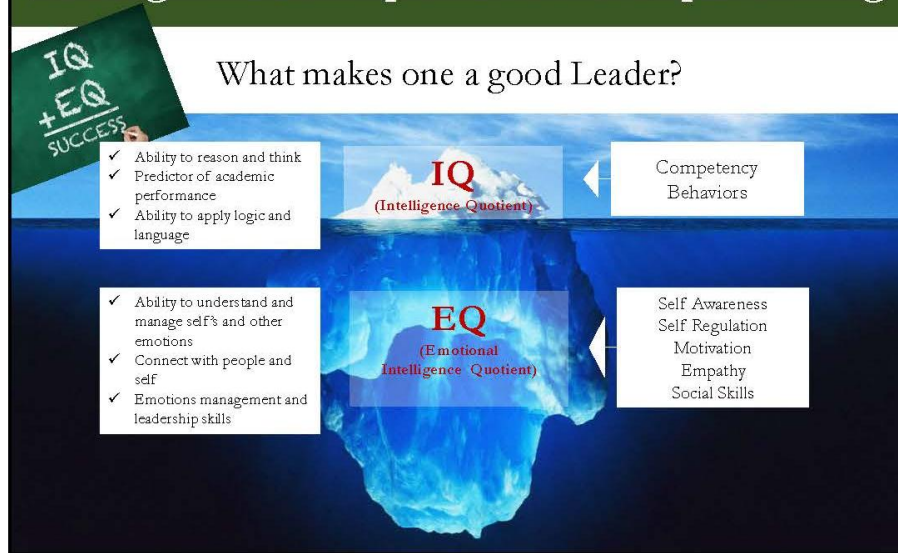 What makes one a good Leader?
IQ
+EQ
SUCCESS
✓ Ability to reason and think
✓ Predictor of academic
performance
✓ Ability to apply logic and
language
IQ
(Intelligence Quotient)
Competency
Behaviors
✓ Ability to understand and
manage self's and other
emotions
✓ Connect with people and
self
✓ Emotions management and
leadership skills
EQ
(Emotional
Intelligence Quotient)
Self Awareness
Self Regulation
Motivation
Empathy
Social Skills